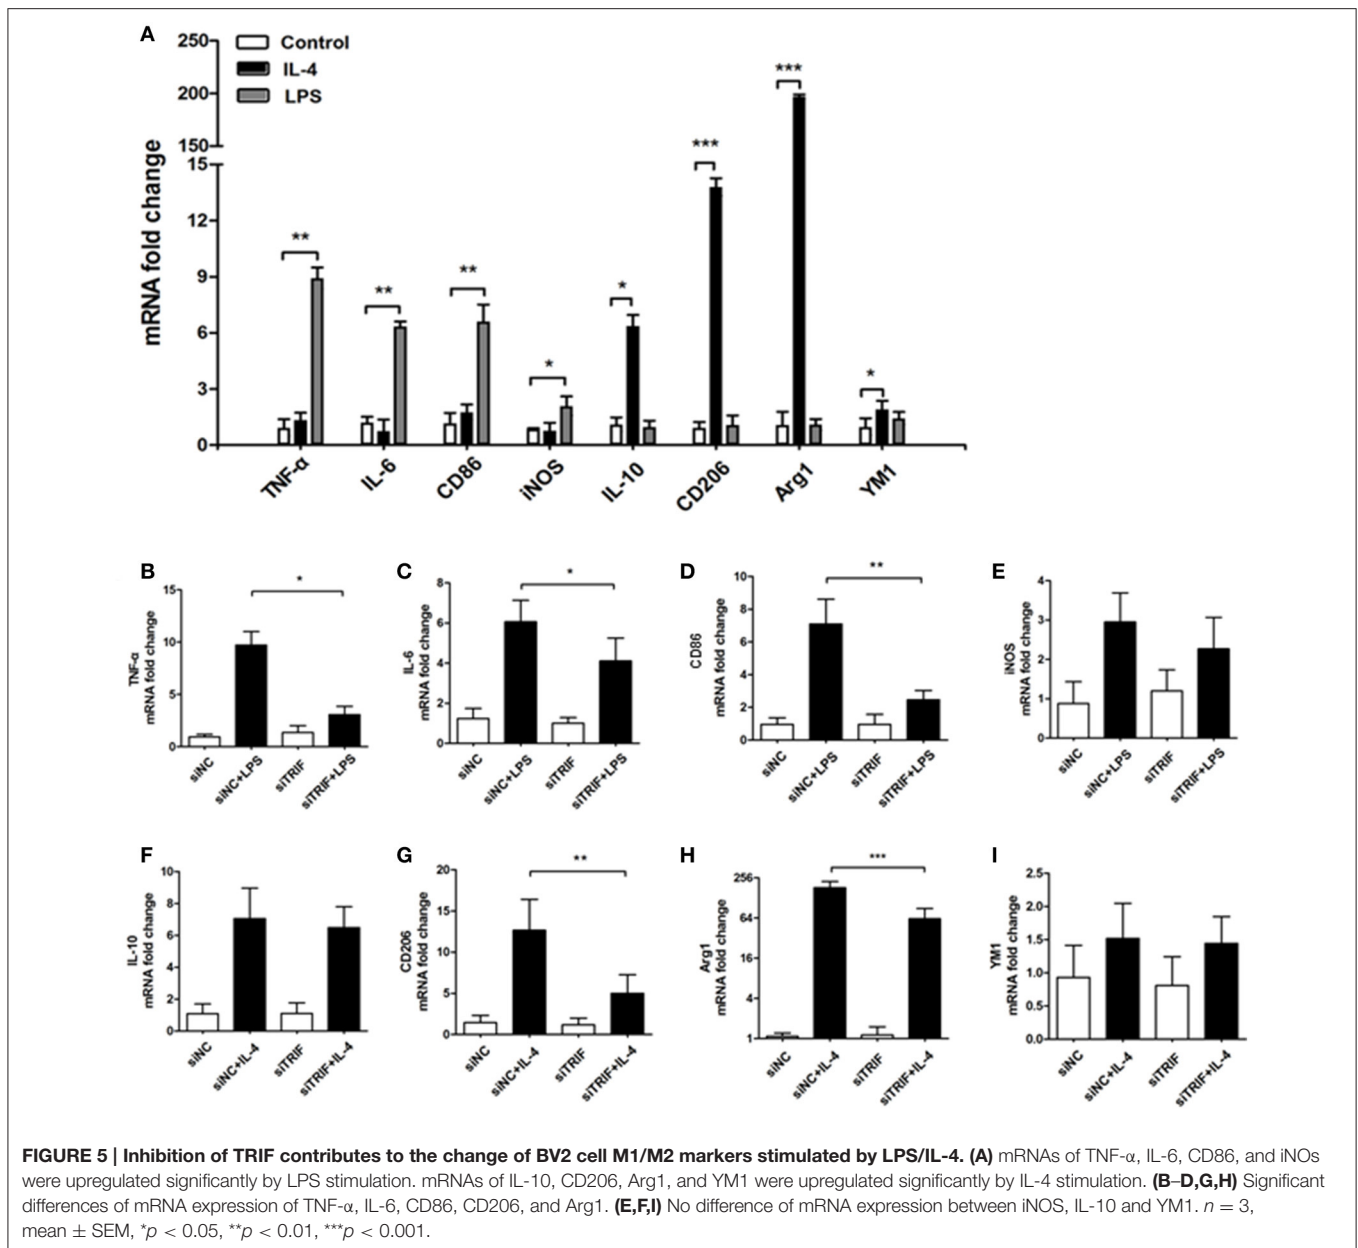 A
250
200
150
15
12
9
6
3
0
mRNA fold change
Control
IL-4
LPS
**
**
**
*
*
***
***
*
TNF-α
IL-6
CD86
iNOS
IL-10
CD206
Arg1
YM1
B
TNF-α
mRNA fold change
15
10
5
0
*
siNC
siNC+LPS
siTRIF
siTRIF+LPS
C
IL-6
mRNA fold change
8
6
4
2
0
*
siNC
siNC+LPS
siTRIF
siTRIF+LPS
D
CD86
mRNA fold change
10
8
6
4
2
0
**
siNC
siNC+LPS
siTRIF
siTRIF+LPS
E
iNOS
mRNA fold change
4
3
2
1
0
siNC
siNC+LPS
siTRIF
siTRIF+LPS
F
IL-10
mRNA fold change
10
8
6
4
2
0
siNC
siNC+IL-4
siTRIF
siTRIF+IL-4
G
CD206
mRNA fold change
20
15
10
5
0
**
siNC
siNC+IL-4
siTRIF
siTRIF+IL-4
H
Arg1
mRNA fold change
256
64
16
4
1
***
siNC
siNC+IL-4
siTRIF
siTRIF+IL-4
I
YM1
mRNA fold change
2.5
2.0
1.5
1.0
0.5
0.0
siNC
siNC+IL-4
siTRIF
siTRIF+IL-4
FIGURE 5 | Inhibition of TRIF contributes to the change of BV2 cell M1/M2 markers stimulated by LPS/IL-4. (A) mRNAs of TNF-α, IL-6, CD86, and iNOs
were upregulated significantly by LPS stimulation. mRNAs of IL-10, CD206, Arg1, and YM1 were upregulated significantly by IL-4 stimulation. (B–D,G,H) Significant
differences of mRNA expression of TNF-α, IL-6, CD86, CD206, and Arg1. (E,F,I) No difference of mRNA expression between iNOS, IL-10 and YM1. n = 3,
mean ± SEM, *p < 0.05, **p < 0.01, ***p < 0.001.